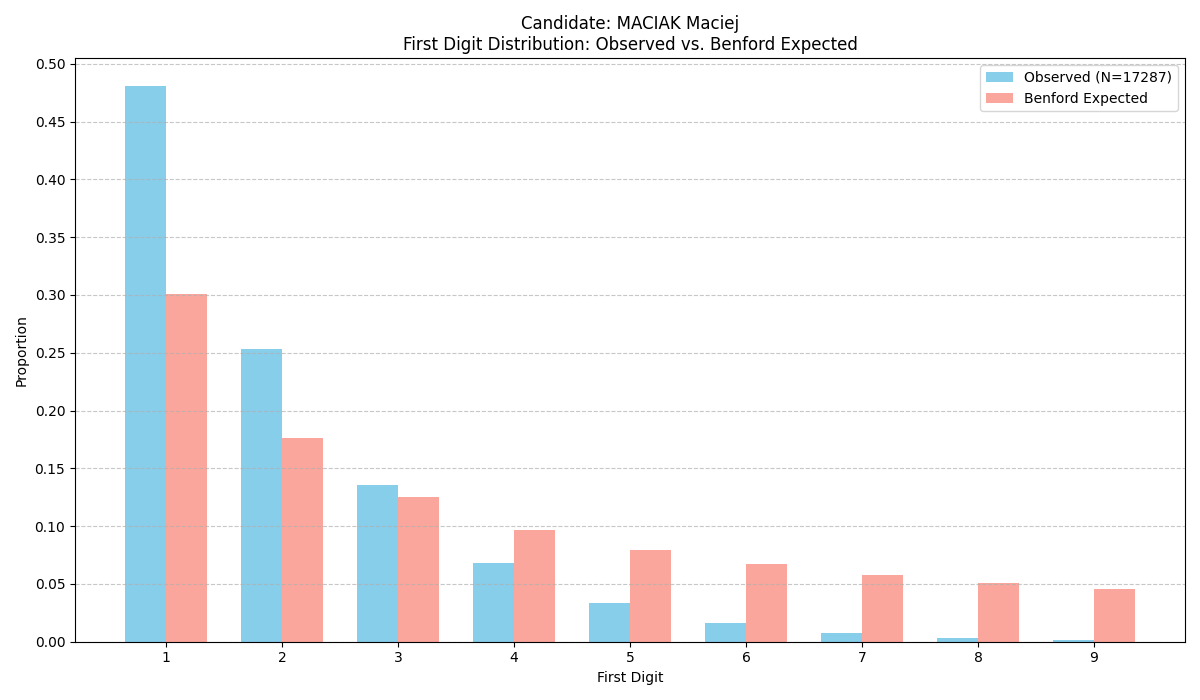 Candidate: MACIAK Maciej
First Digit Distribution: Observed vs. Benford Expected
Observed (N=17287)
Benford Expected
Proportion
0.50
0.45
0.40
0.35
0.30
0.25
0.20
0.15
0.10
0.05
0.00
1 2 3 4 5 6 7 8 9
First Digit